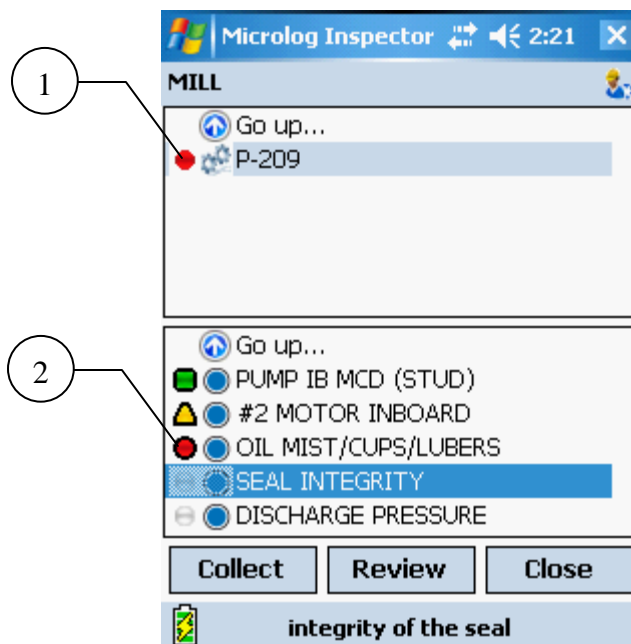 Microlog Inspector 2:21
MILL
1
Go up...
P-209
Go up...
2
PUMP IB MCD (STUD)
#2 MOTOR INBOARD
OIL MIST/CUPS/LUBERS
SEAL INTEGRITY
DISCHARGE PRESSURE
Collect Review Close
integrity of the seal